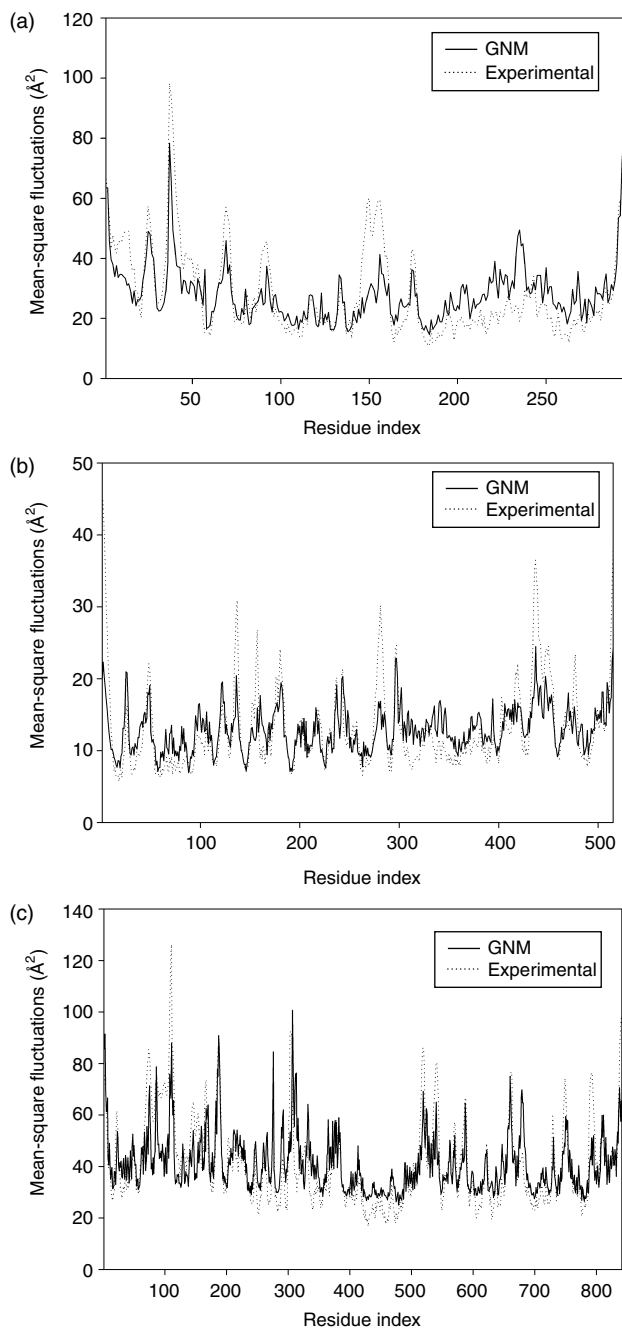 (a)
120
100
80
60
40
20
0
Mean-square fluctuations (Å²)
GNM
Experimental
50 100 150 200 250
Residue index
(b)
50
40
30
20
10
0
Mean-square fluctuations (Å²)
GNM
Experimental
100 200 300 400 500
Residue index
(c)
140
120
100
80
60
40
20
0
Mean-square fluctuations (Å²)
GNM
Experimental
100 200 300 400 500 600 700 800
Residue index